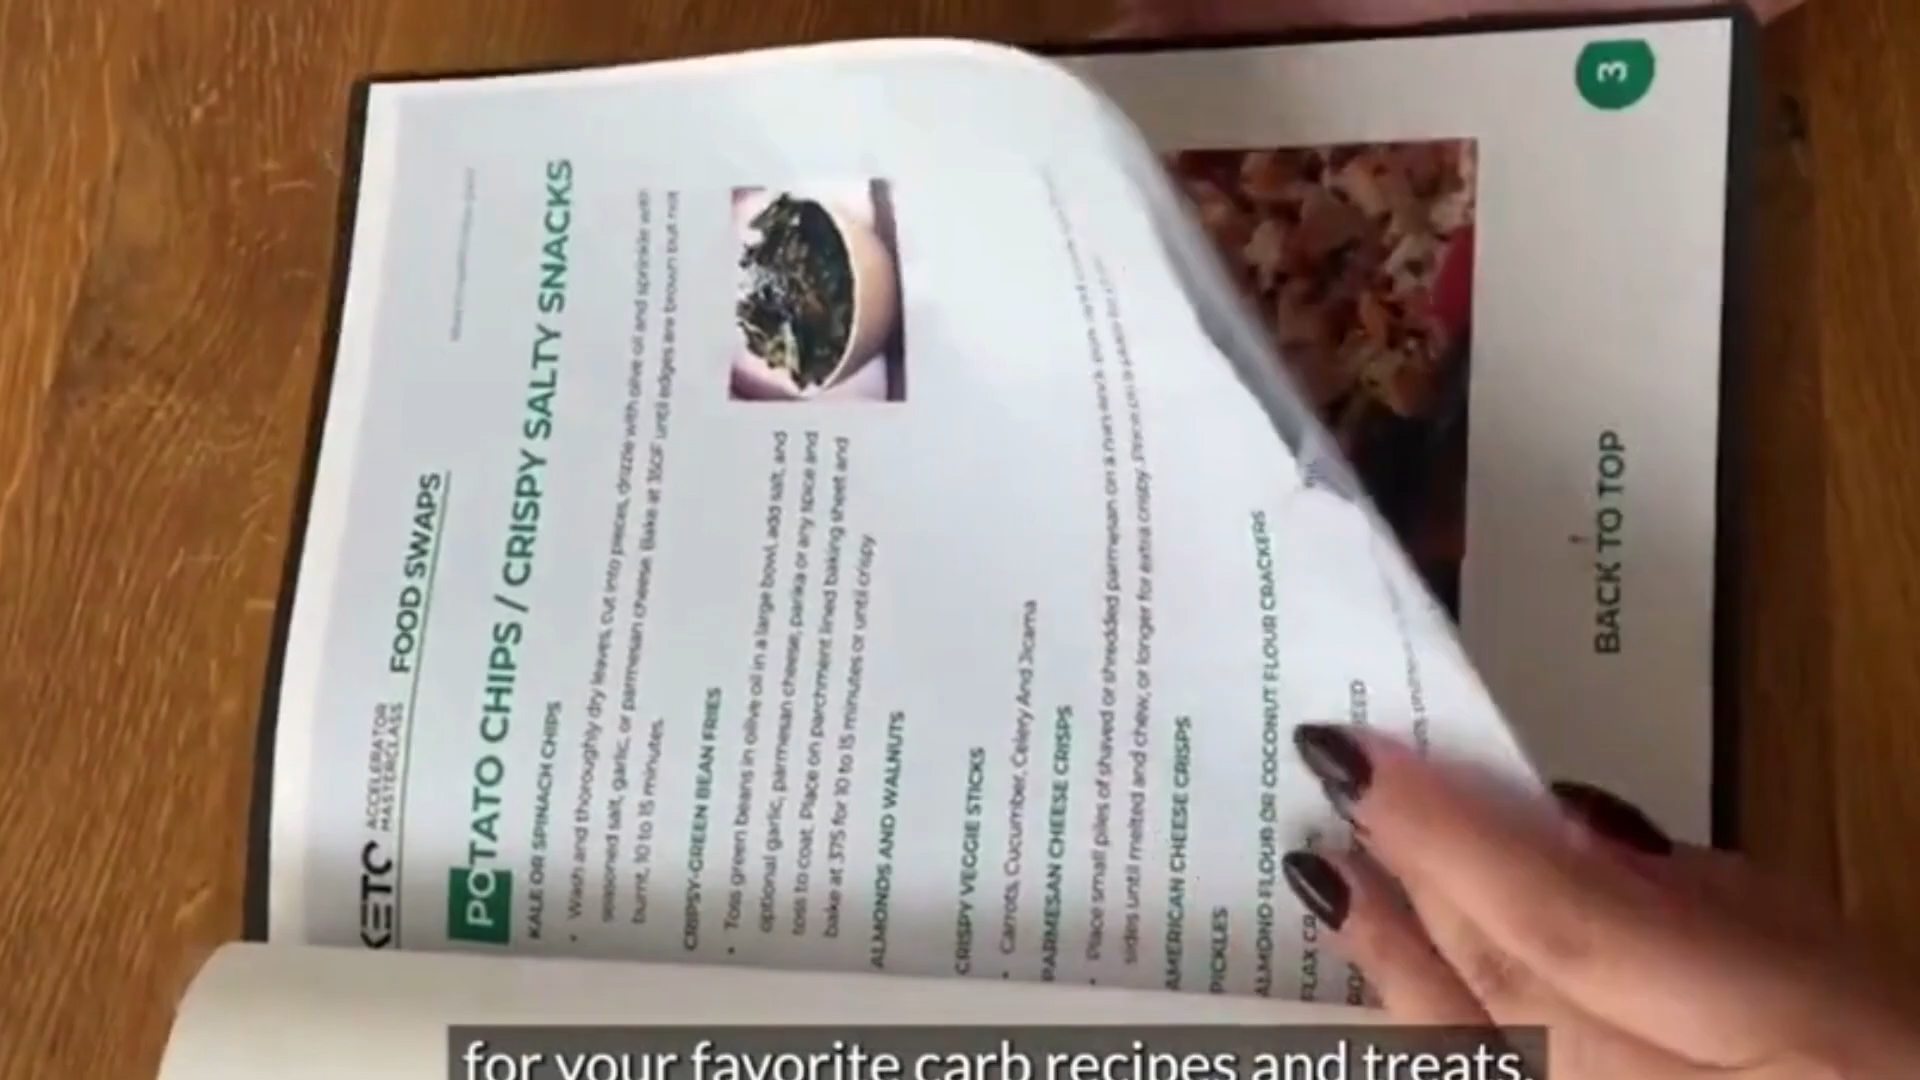 KETO ACCELERATOR MASTERCLASS FOOD SWAPS
POTATO CHIPS / CRISPY SALTY SNACKS
KALE OR SPINACH CHIPS
• Wash and thoroughly dry leaves, cut into pieces, drizzle with olive oil and sprinkle with
seasoned salt, garlic, or parmesan cheese. Bake at 350F until edges are brown but not
burnt, 10 to 15 minutes.
CRIPSY-GREEN BEAN FRIES
• Toss green beans in olive oil in a large bowl, add salt, and
optional garlic, parmesan cheese, parika or any spice and
toss to coat. Place on parchment lined baking sheet and
bake at 375 for 10 to 15 minutes or until crispy
ALMONDS AND WALNUTS
CRISPY VEGGIE STICKS
• Carrots, Cucumber, Celery And Jicama
PARMESAN CHEESE CRISPS
• Place small piles of shaved or shredded parmesan on a
sides until melted and chewy, or longer for extra crispy.
AMERICAN CHEESE CRISPS
PICKLES
ALMOND FLOUR OR COCONUT FLOUR CRACKERS
FLAX
3
BACK TO TOP
for your favorite carb recipes and treats.